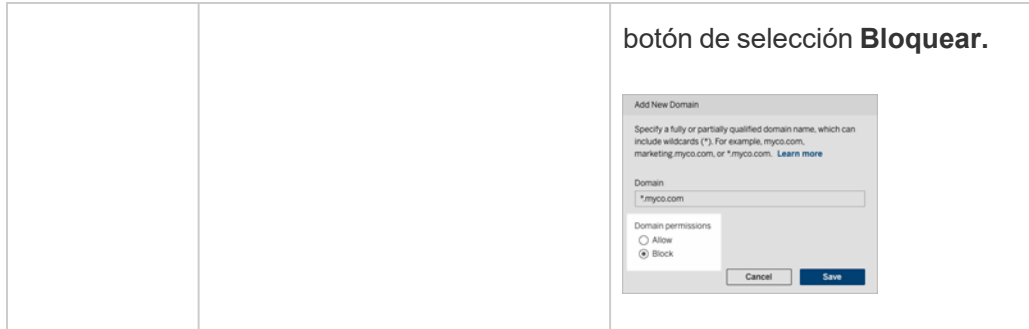 botón de selección Bloquear.
Add New Domain
Specify a fully or partially qualified domain name, which can
include wildcards (*). For example, myco.com,
marketing.myco.com, or *.myco.com. Learn more
Domain
*.myco.com
Domain permissions
Allow
Block
Cancel Save